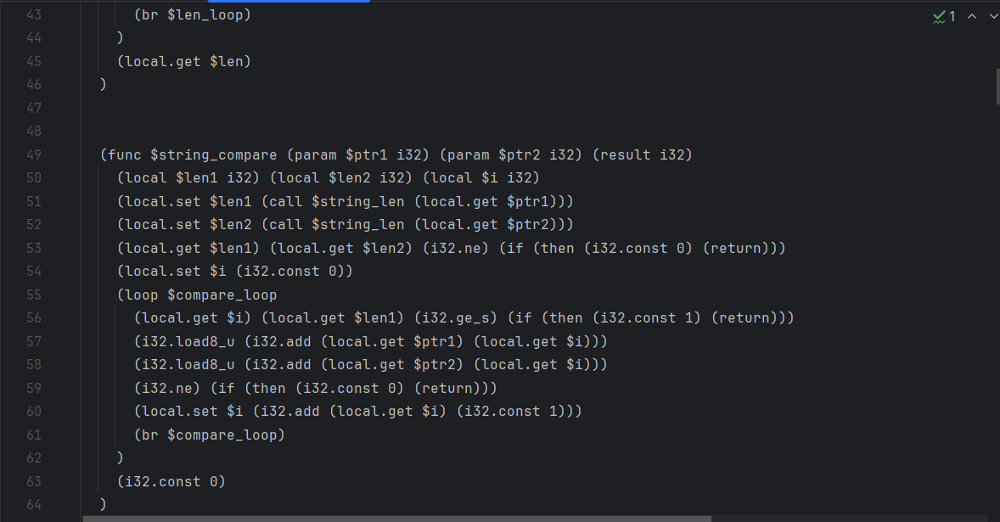 43 (br $len_loop)
44 )
45 (local.get $len)
46 )
47
48
49 (func $string_compare (param $ptr1 i32) (param $ptr2 i32) (result i32)
50 (local $len1 i32) (local $len2 i32) (local $i i32)
51 (local.set $len1 (call $string_len (local.get $ptr1)))
52 (local.set $len2 (call $string_len (local.get $ptr2)))
53 (local.get $len1) (local.get $len2) (i32.ne) (if (then (i32.const 0) (return)))
54 (local.set $i (i32.const 0))
55 (loop $compare_loop
56 (local.get $i) (local.get $len1) (i32.ge_s) (if (then (i32.const 1) (return)))
57 (i32.load8_u (i32.add (local.get $ptr1) (local.get $i)))
58 (i32.load8_u (i32.add (local.get $ptr2) (local.get $i)))
59 (i32.ne) (if (then (i32.const 0) (return)))
60 (local.set $i (i32.add (local.get $i) (i32.const 1)))
61 (br $compare_loop)
62 )
63 (i32.const 0)
64 )
1